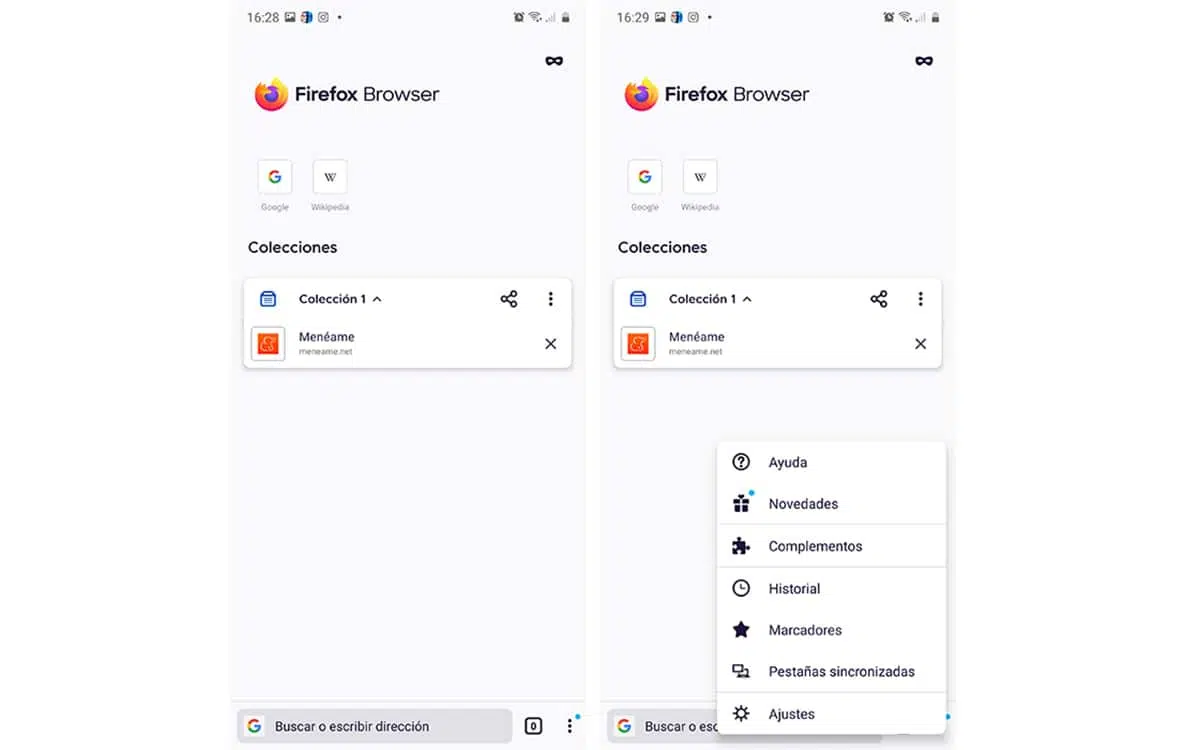 16:28
Firefox Browser
G
W
Google
Wikipedia
Colecciones
Colección 1
Menéame
meneame.net
G
Buscar o escribir dirección
0
16:29
Firefox Browser
G
W
Google
Wikipedia
Colecciones
Colección 1
Menéame
meneame.net
Ayuda
Novedades
Complementos
Historial
Marcadores
Pestañas sincronizadas
Ajustes
G
Buscar o esc